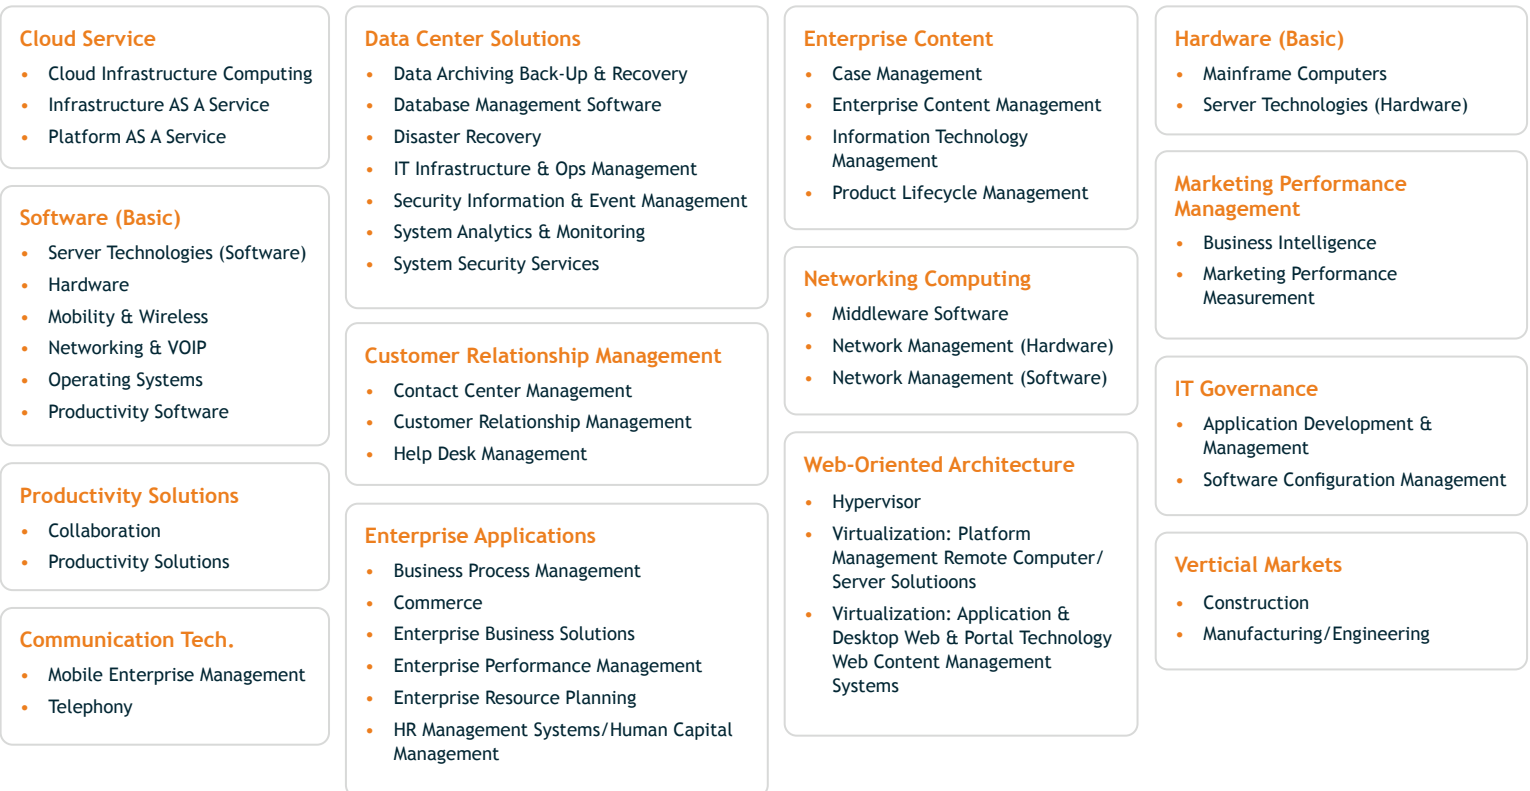 Cloud Service
• Cloud Infrastructure Computing
• Infrastructure AS A Service
• Platform AS A Service
Software (Basic)
• Server Technologies (Software)
• Hardware
• Mobility & Wireless
• Networking & VOIP
• Operating Systems
• Productivity Software
Productivity Solutions
• Collaboration
• Productivity Solutions
Communication Tech.
• Mobile Enterprise Management
• Telephony
Data Center Solutions
• Data Archiving Back-Up & Recovery
• Database Management Software
• Disaster Recovery
• IT Infrastructure & Ops Management
• Security Information & Event Management
• System Analytics & Monitoring
• System Security Services
Customer Relationship Management
• Contact Center Management
• Customer Relationship Management
• Help Desk Management
Enterprise Applications
• Business Process Management
• Commerce
• Enterprise Business Solutions
• Enterprise Performance Management
• Enterprise Resource Planning
• HR Management Systems/Human Capital
Management
Enterprise Content
• Case Management
• Enterprise Content Management
• Information Technology
Management
• Product Lifecycle Management
Networking Computing
• Middleware Software
• Network Management (Hardware)
• Network Management (Software)
Web-Oriented Architecture
• Hypervisor
• Virtualization: Platform
Management Remote Computer/
Server Solutioons
• Virtualization: Application &
Desktop Web & Portal Technology
Web Content Management
Systems
Hardware (Basic)
• Mainframe Computers
• Server Technologies (Hardware)
Marketing Performance
Management
• Business Intelligence
• Marketing Performance
Measurement
IT Governance
• Application Development &
Management
• Software Configuration Management
Verticial Markets
• Construction
• Manufacturing/Engineering